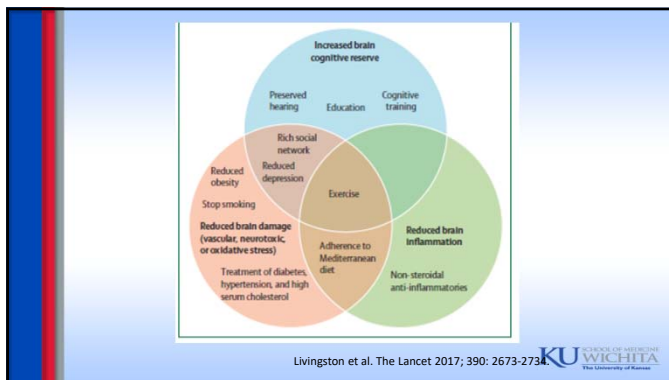 Increased brain
cognitive reserve
Preserved
hearing
Education
Cognitive
training
Rich social
network
Reduced
depression
Reduced
obesity
Stop smoking
Exercise
Reduced brain damage
(vascular, neurotoxic,
or oxidative stress)
Reduced brain
inflammation
Adherence to
Mediterranean
diet
Treatment of diabetes,
hypertension, and high
serum cholesterol
Non-steroidal
anti-inflammatories
Livingston et al. The Lancet 2017; 390: 2673-2734.
KU
SCHOOL OF MEDICINE
WICHITA
The University of Kansas